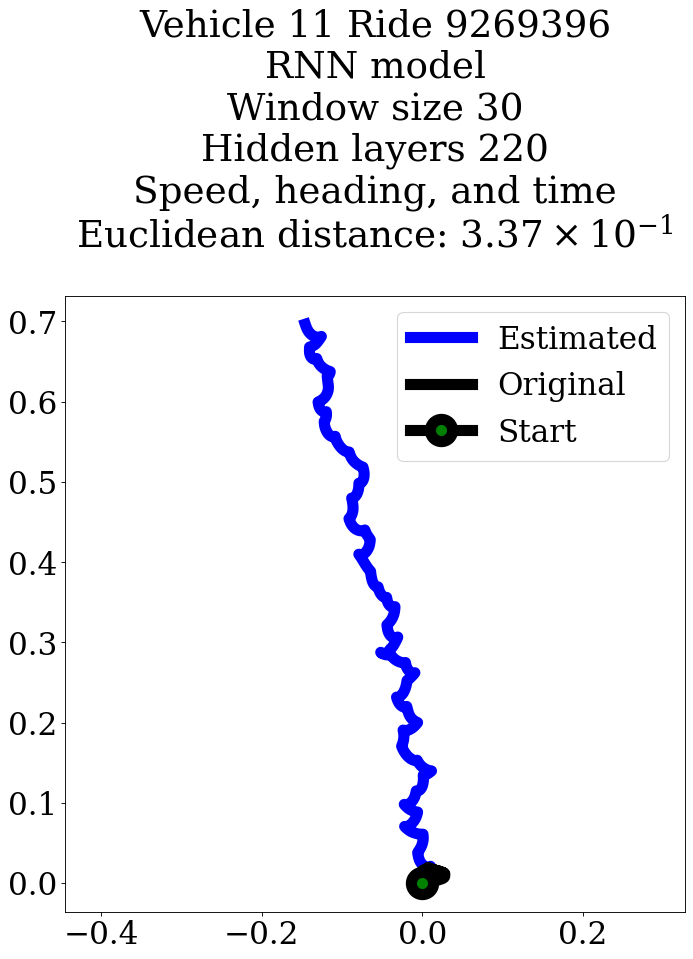 Vehicle 11 Ride 9269396
RNN model
Window size 30
Hidden layers 220
Speed, heading, and time
Euclidean distance: 3.37 × 10⁻¹
Estimated
Original
Start
0.7
0.6
0.5
0.4
0.3
0.2
0.1
0.0
−0.4 −0.2 0.0 0.2